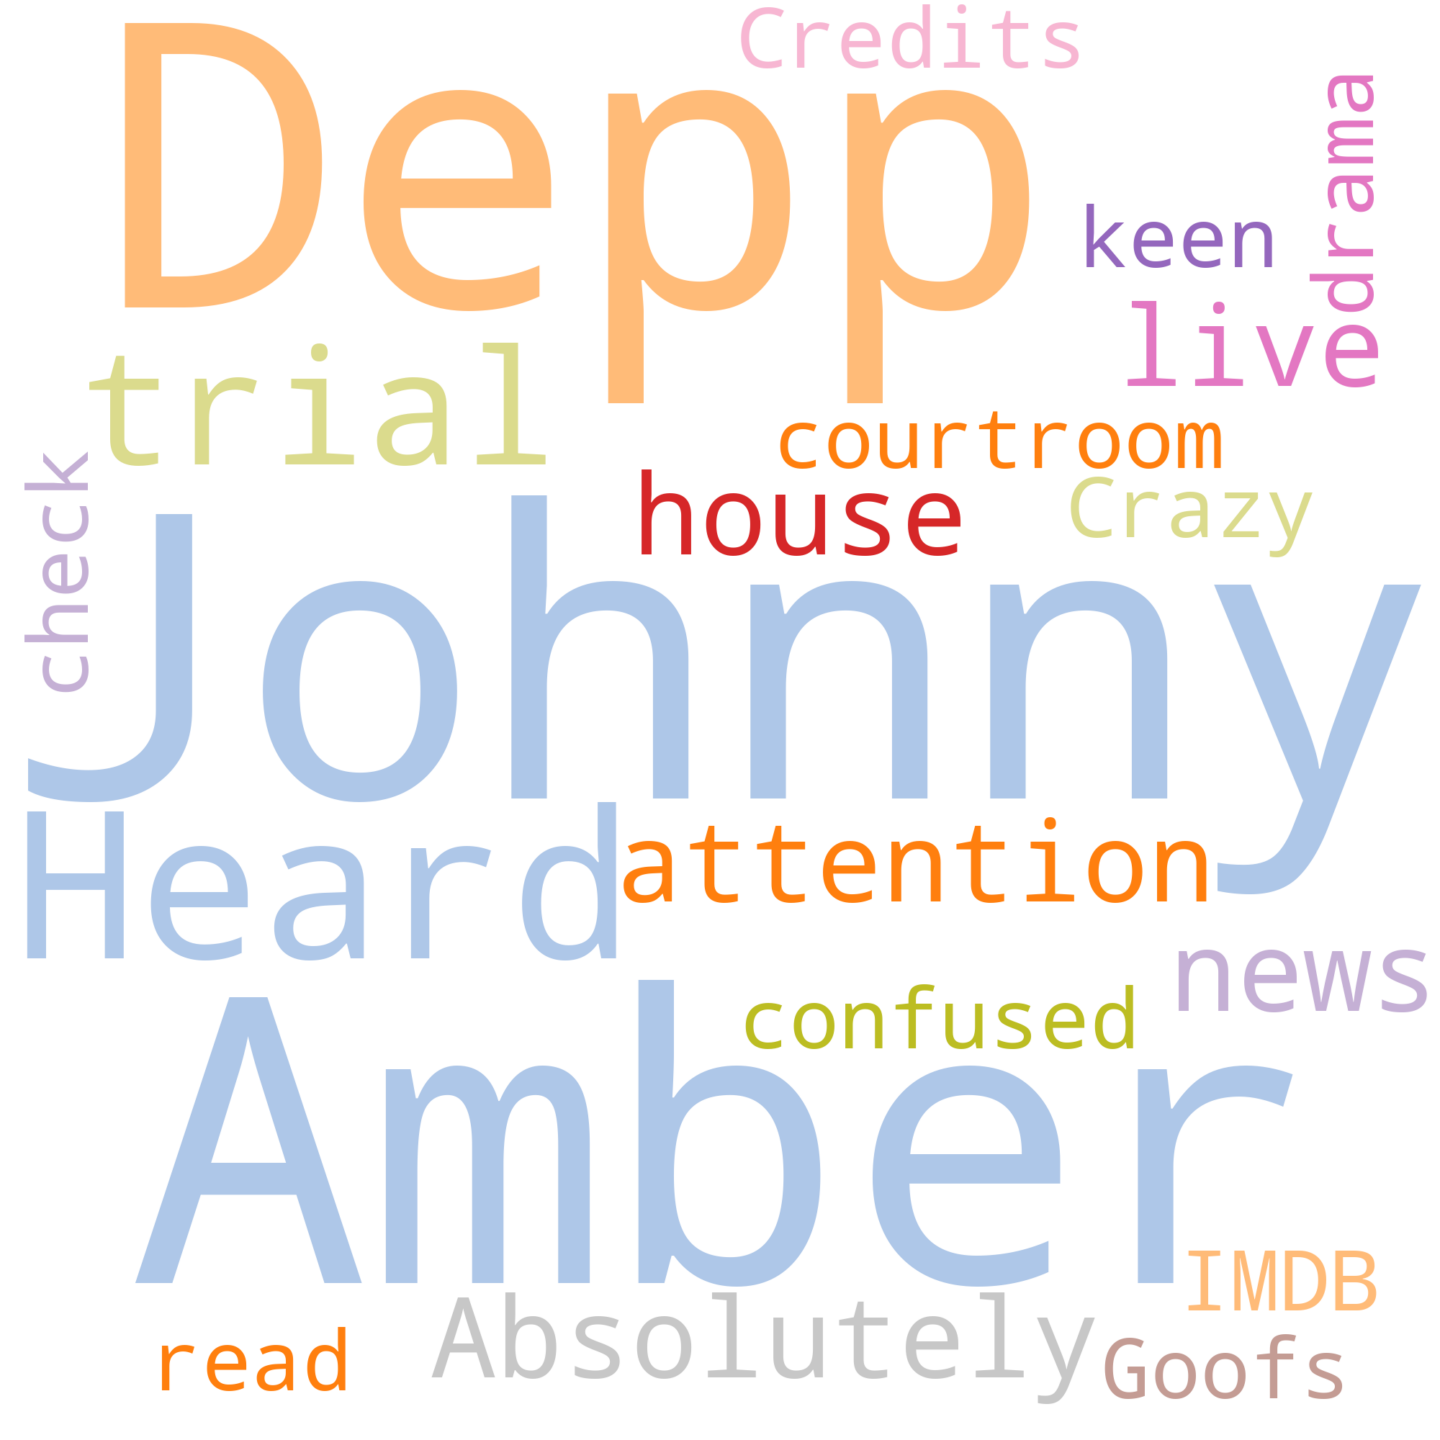 Credits
Depp
drama
keen
live
trial
courtroom
check
house
Crazy
Johnny
Heard
attention
news
confused
Amber
IMDB
Absolutely
read
Goofs